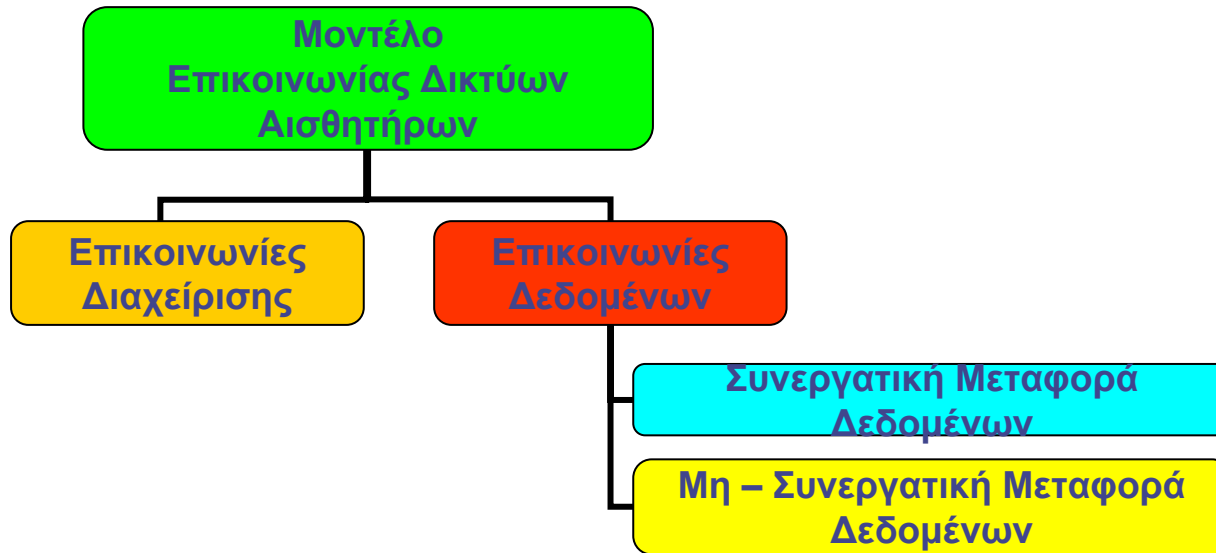 Μοντέλο
Επικοινωνίας Δικτύων
Αισθητήρων
Επικοινωνίες
Διαχείρισης
Επικοινωνίες
Δεδομένων
Συνεργατική Μεταφορά
Δεδομένων
Μη – Συνεργατική Μεταφορά
Δεδομένων